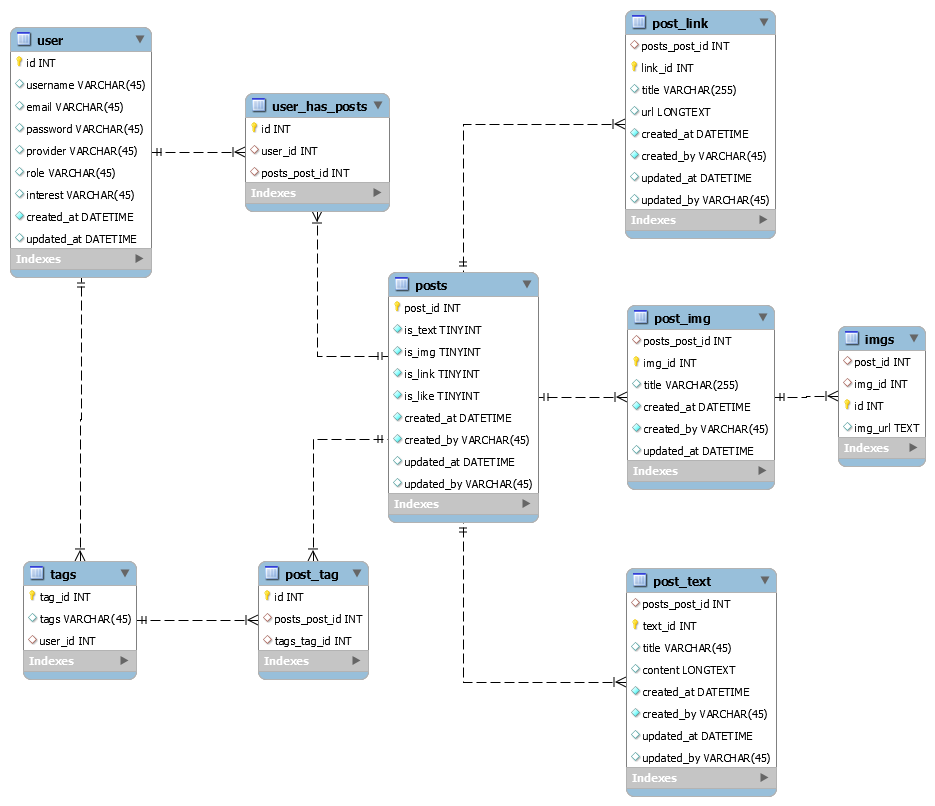 user
id INT
username VARCHAR(45)
email VARCHAR(45)
password VARCHAR(45)
provider VARCHAR(45)
role VARCHAR(45)
interest VARCHAR(45)
created_at DATETIME
updated_at DATETIME
Indexes
user_has_posts
id INT
user_id INT
posts_post_id INT
Indexes
post_link
posts_post_id INT
link_id INT
title VARCHAR(255)
url LONGTEXT
created_at DATETIME
created_by VARCHAR(45)
updated_at DATETIME
updated_by VARCHAR(45)
Indexes
posts
post_id INT
is_text TINYINT
is_img TINYINT
is_link TINYINT
is_like TINYINT
created_at DATETIME
created_by VARCHAR(45)
updated_at DATETIME
updated_by VARCHAR(45)
Indexes
post_img
posts_post_id INT
img_id INT
title VARCHAR(255)
created_at DATETIME
created_by VARCHAR(45)
updated_at DATETIME
Indexes
imgs
post_id INT
img_id INT
id INT
img_url TEXT
Indexes
tags
tag_id INT
tags VARCHAR(45)
user_id INT
Indexes
post_tag
id INT
posts_post_id INT
tags_tag_id INT
Indexes
post_text
posts_post_id INT
text_id INT
title VARCHAR(45)
content LONGTEXT
created_at DATETIME
created_by VARCHAR(45)
updated_at DATETIME
updated_by VARCHAR(45)
Indexes